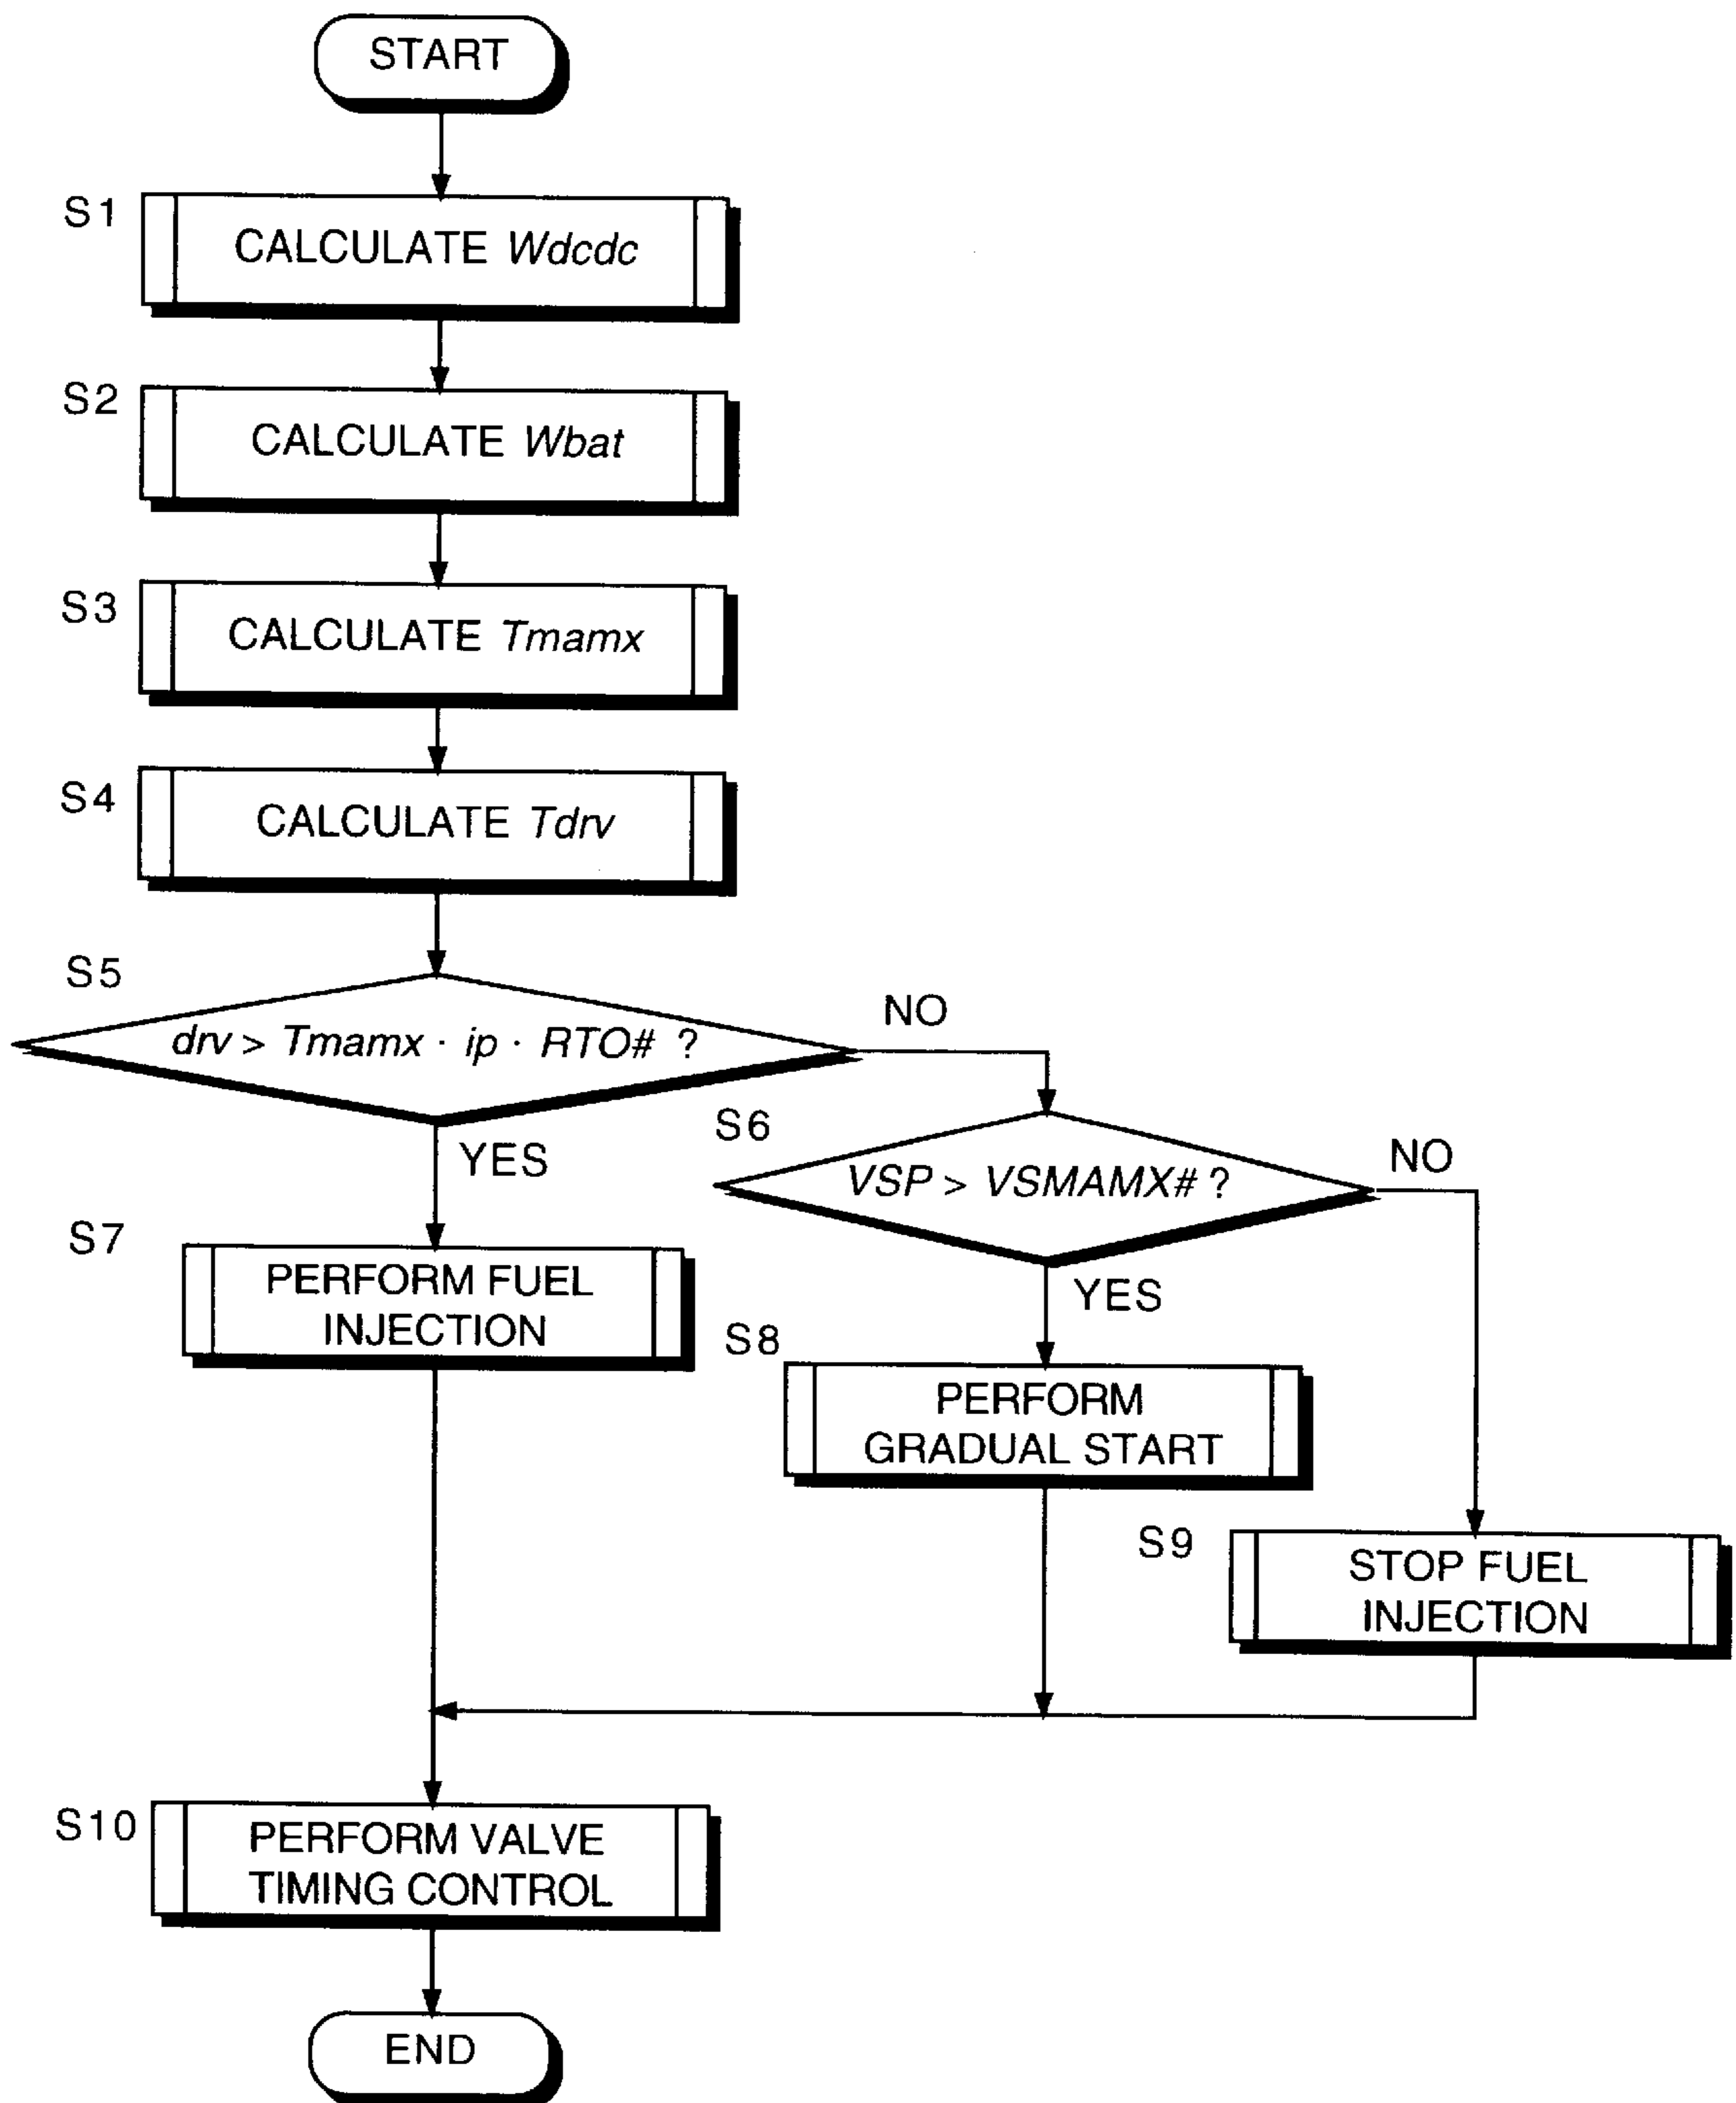 START
S1
CALCULATE Wdcdc
S2
CALCULATE Wbat
S3
CALCULATE Tmamx
S4
CALCULATE Tdrv
S5
drv > Tmamx · ip · RTO# ?
NO
YES
S6
VSP > VSMAMX# ?
NO
YES
S7
PERFORM FUEL
INJECTION
S8
PERFORM
GRADUAL START
S9
STOP FUEL
INJECTION
S10
PERFORM VALVE
TIMING CONTROL
END